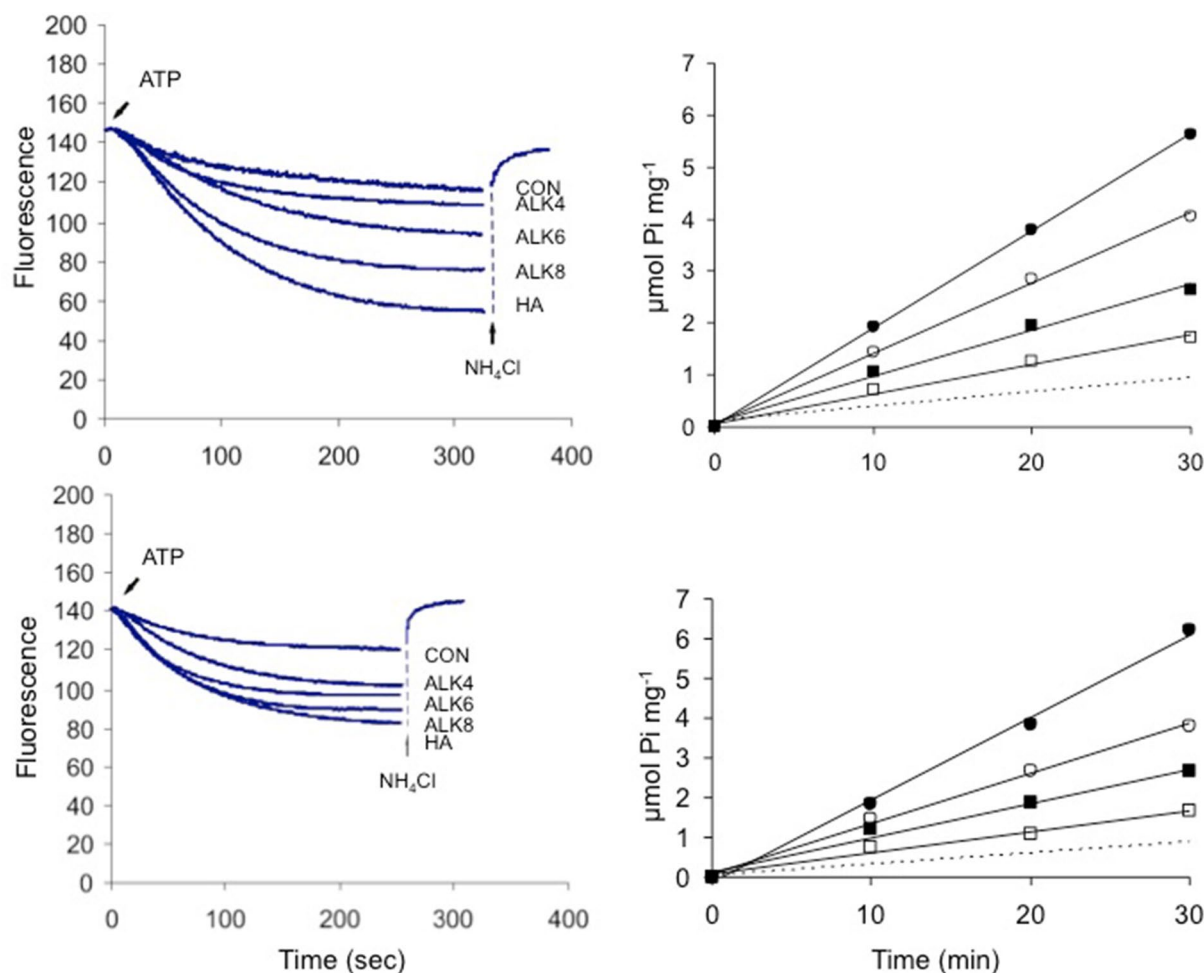 200
180
160
140
120
100
80
60
40
20
0
Fluorescence
ATP
CON
ALK4
ALK6
ALK8
HA
NH₄Cl
0 100 200 300 400
7
6
5
4
3
2
1
0
µmol Pi mg⁻¹
0 10 20 30
200
180
160
140
120
100
80
60
40
20
0
Fluorescence
ATP
CON
ALK4
ALK6
ALK8
HA
NH₄Cl
0 100 200 300 400
Time (sec)
7
6
5
4
3
2
1
0
µmol Pi mg⁻¹
0 10 20 30
Time (min)